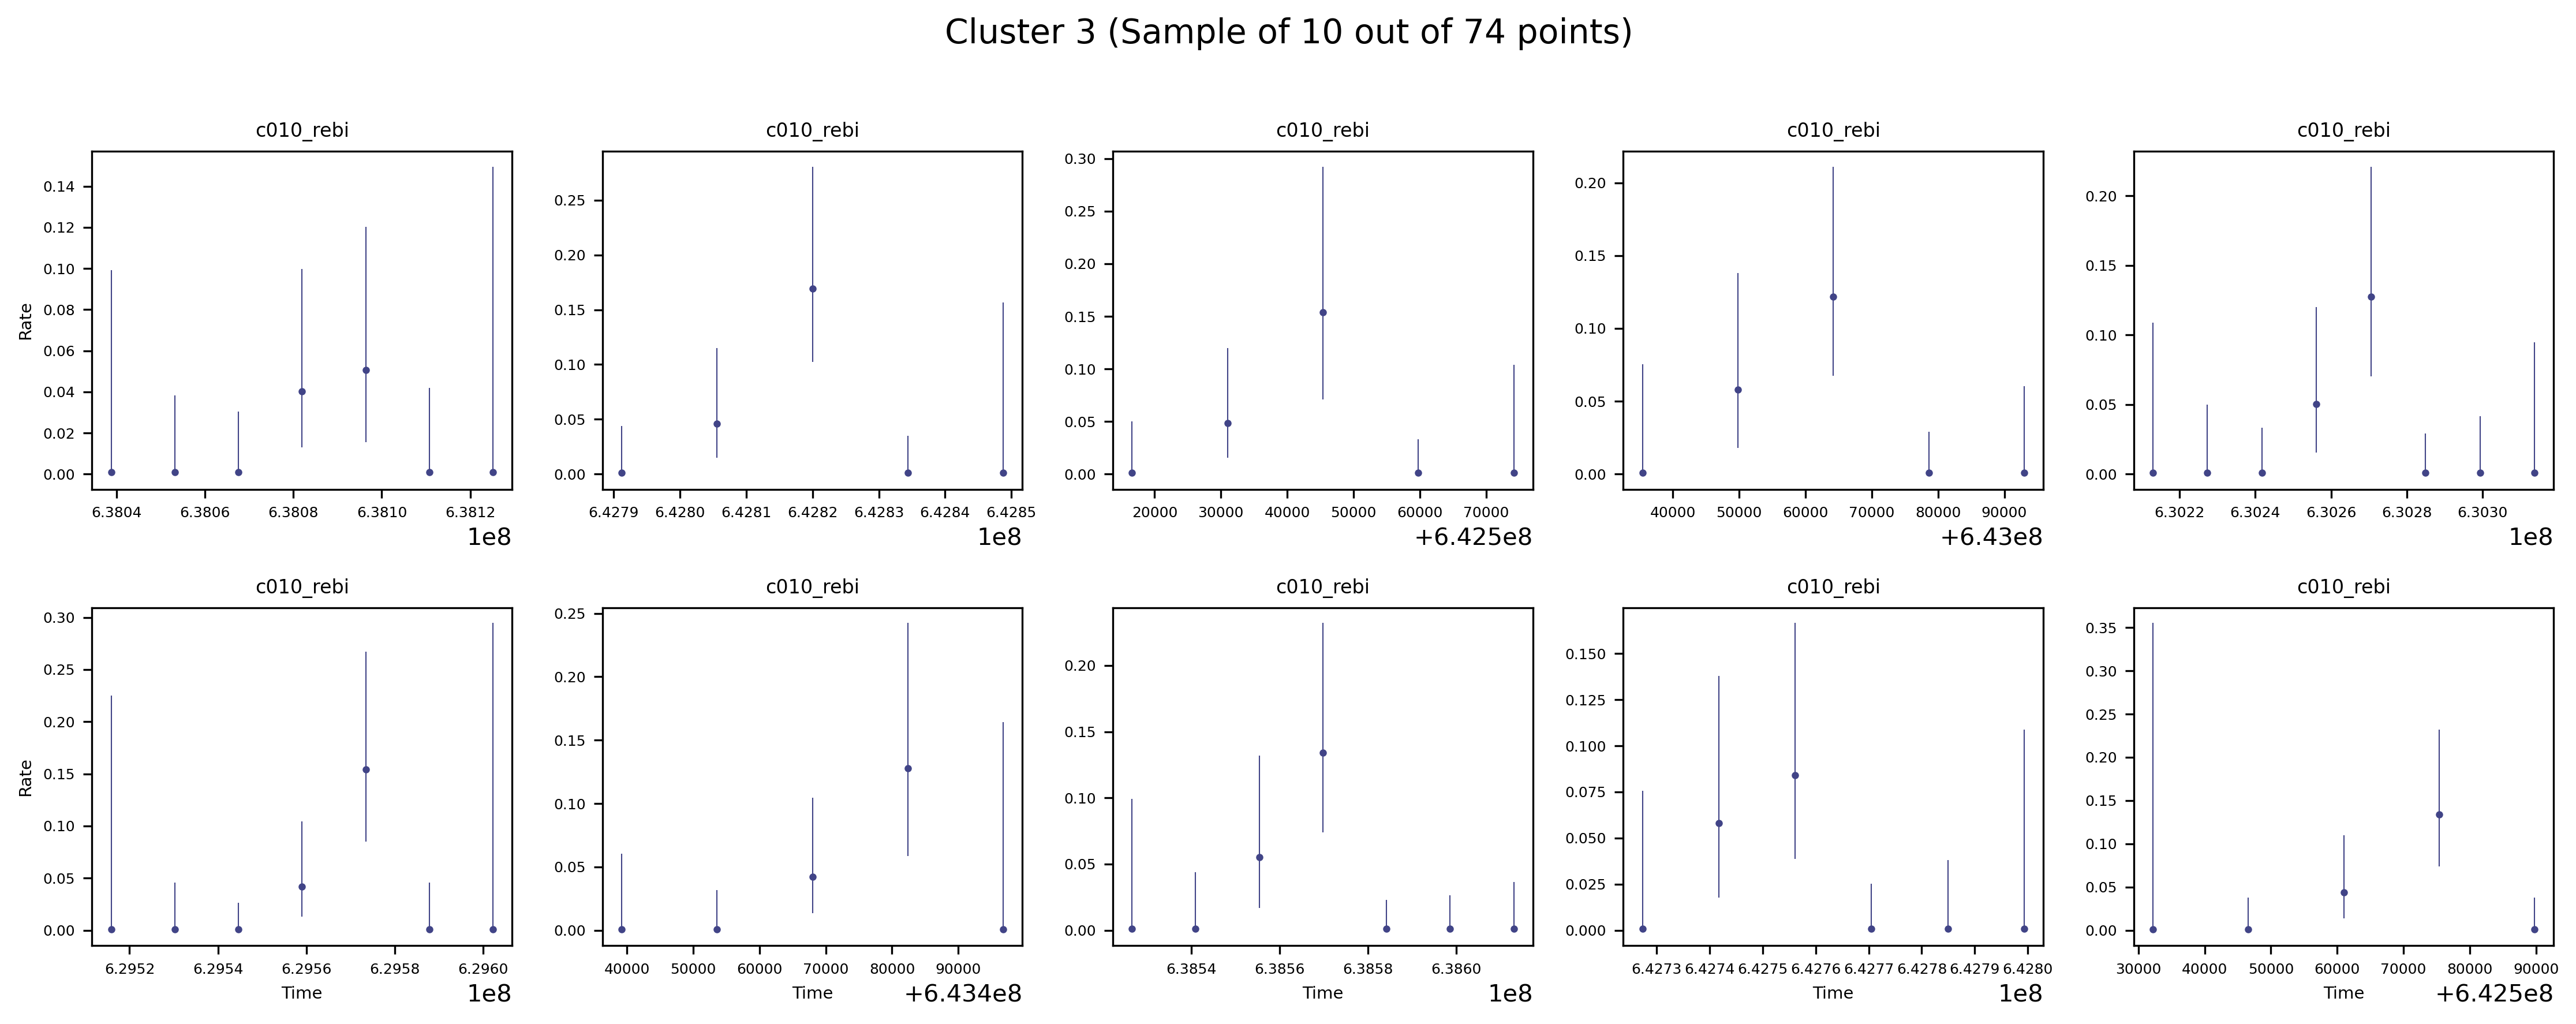 Cluster 3 (Sample of 10 out of 74 points)
c010_rebi c010_rebi c010_rebi c010_rebi c010_rebi
Rate
0.14
0.12
0.10
0.08
0.06
0.04
0.02
0.00
6.3804 6.3806 6.3808 6.3810 6.3812
1e8
0.25
0.20
0.15
0.10
0.05
0.00
6.4279 6.4280 6.4281 6.4282 6.4283 6.4284 6.4285
1e8
0.30
0.25
0.20
0.15
0.10
0.05
0.00
20000 30000 40000 50000 60000 70000
+6.425e8
0.20
0.15
0.10
0.05
0.00
40000 50000 60000 70000 80000 90000
+6.43e8
0.20
0.15
0.10
0.05
0.00
6.3022 6.3024 6.3026 6.3028 6.3030
1e8
c010_rebi c010_rebi c010_rebi c010_rebi c010_rebi
Rate
0.30
0.25
0.20
0.15
0.10
0.05
0.00
6.2952 6.2954 6.2956 6.2958 6.2960
Time 1e8
0.25
0.20
0.15
0.10
0.05
0.00
40000 50000 60000 70000 80000 90000
Time +6.434e8
0.20
0.15
0.10
0.05
0.00
6.3854 6.3856 6.3858 6.3860
Time 1e8
0.150
0.125
0.100
0.075
0.050
0.025
0.000
6.4273 6.4274 6.4275 6.4276 6.4277 6.4278 6.4279 6.4280
Time 1e8
0.35
0.30
0.25
0.20
0.15
0.10
0.05
0.00
30000 40000 50000 60000 70000 80000 90000
Time +6.425e8